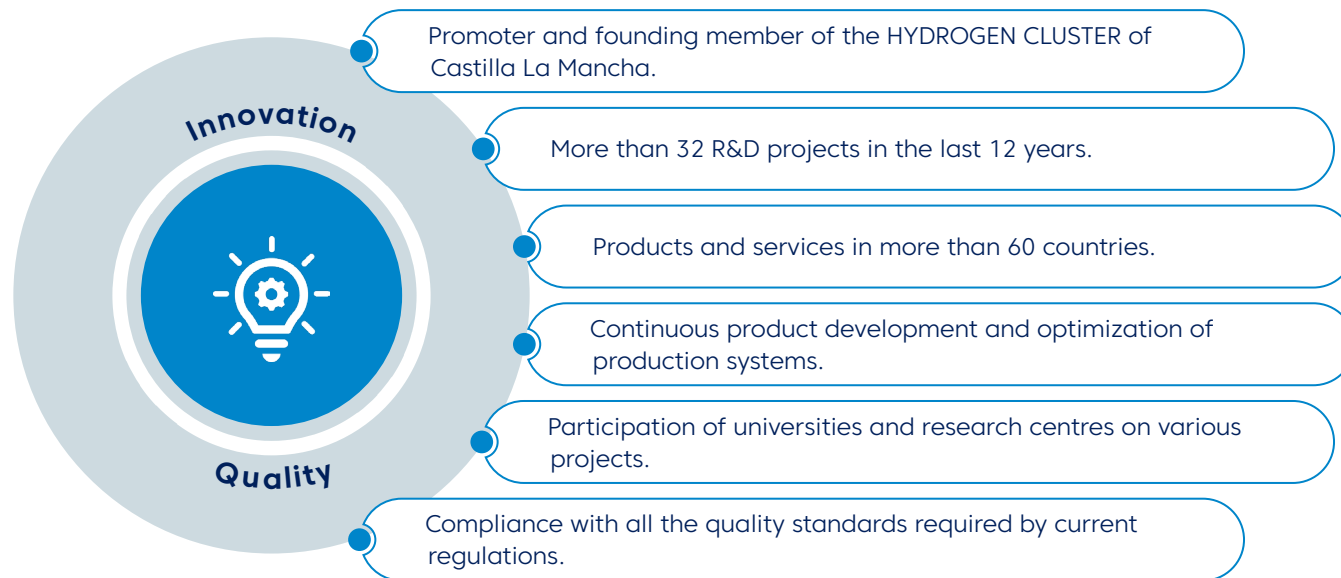 Innovation
Quality
Promoter and founding member of the HYDROGEN CLUSTER of
Castilla La Mancha.
More than 32 R&D projects in the last 12 years.
Products and services in more than 60 countries.
Continuous product development and optimization of
production systems.
Participation of universities and research centres on various
projects.
Compliance with all the quality standards required by current
regulations.